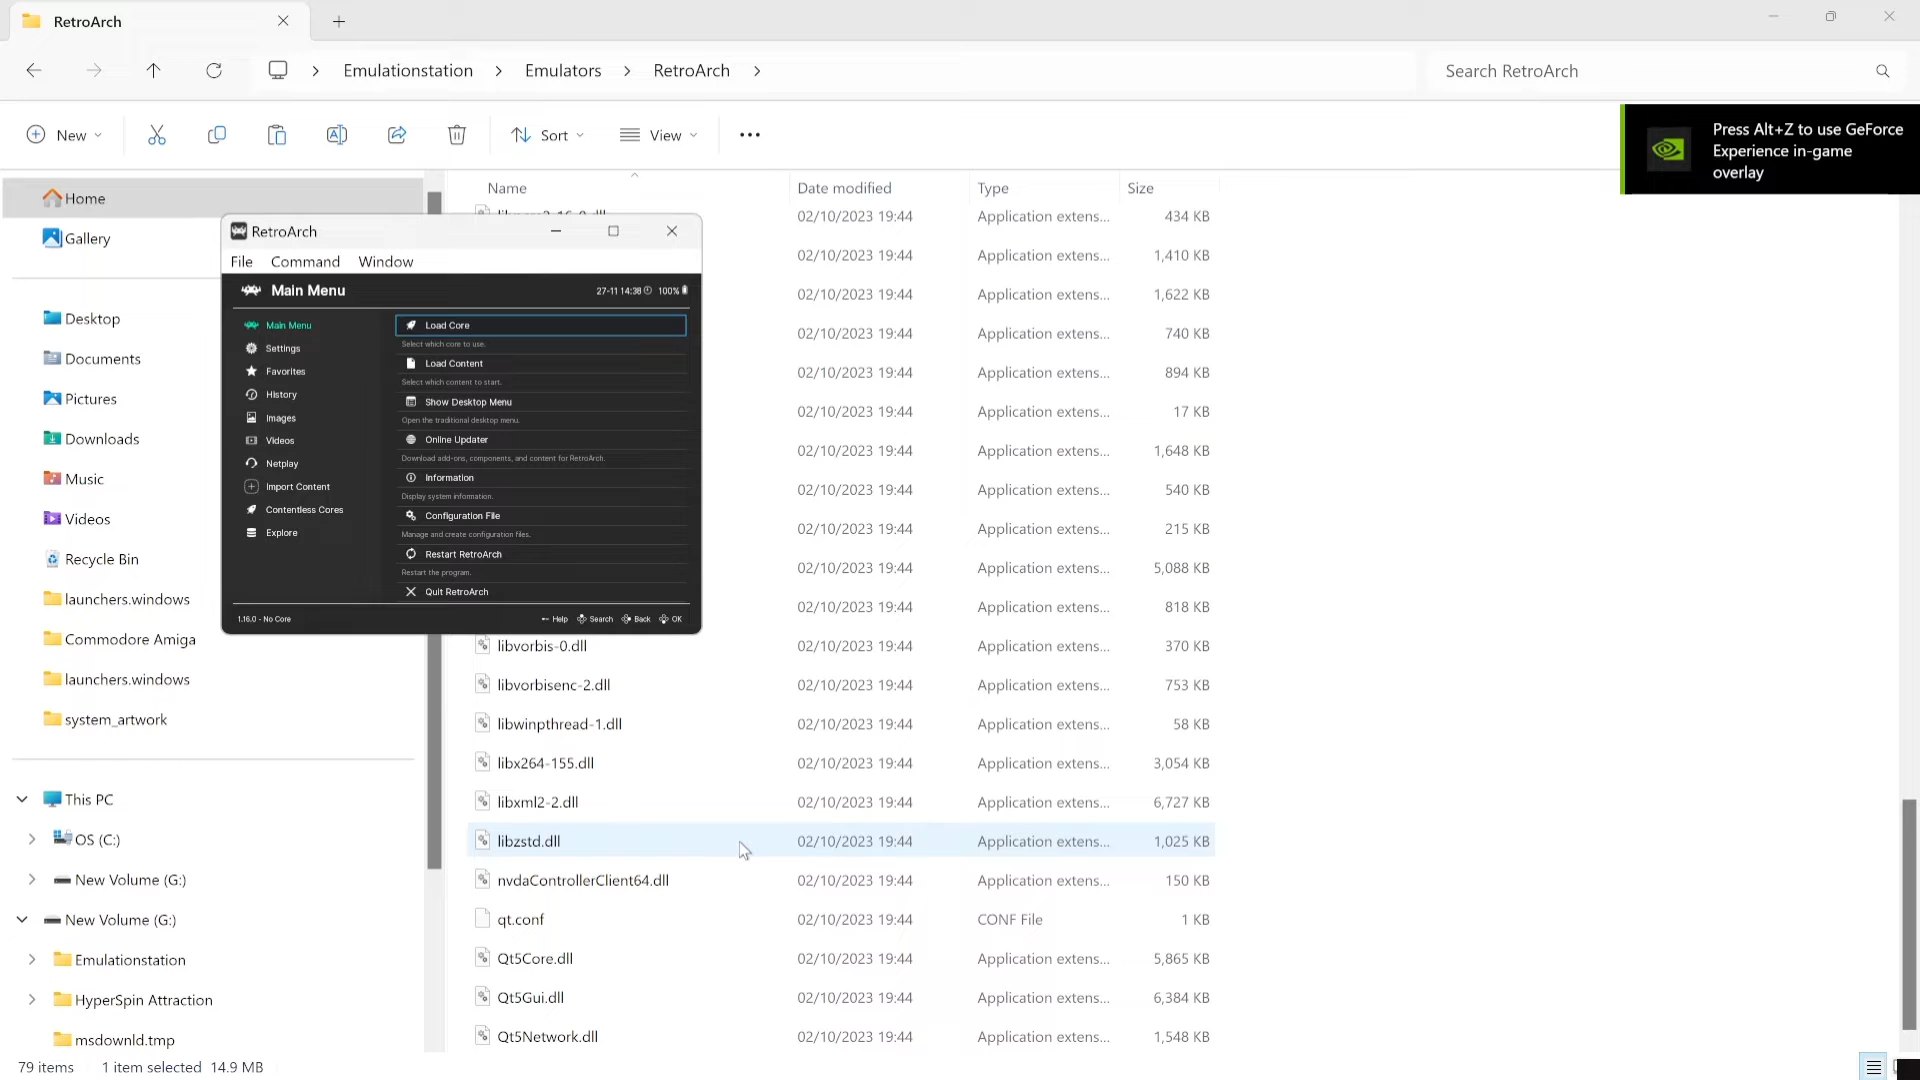 RetroArch
Emulationstation > Emulators > RetroArch >
Search RetroArch
New
Sort
View
Press Alt+Z to use GeForce
Experience in-game
overlay
Home
Gallery
Desktop
Documents
Pictures
Downloads
Music
Videos
Recycle Bin
launchers.windows
Commodore Amiga
launchers.windows
system_artwork
This PC
OS (C:)
New Volume (G:)
New Volume (G:)
Emulationstation
HyperSpin Attraction
msdownld.tmp
RetroArch
File Command Window
Main Menu
27-11 14:38 100%
Main Menu
Settings
Favorites
History
Images
Videos
Netplay
Import Content
Contentless Cores
Explore
Load Core
Select which core to use.
Load Content
Select which content to start.
Show Desktop Menu
Open the traditional desktop menu.
Online Updater
Download add-ons, components, and content for RetroArch.
Information
Display system information.
Configuration File
Manage and create configuration files.
Restart RetroArch
Restart the program.
Quit RetroArch
1.16.0 - No Core
Help Search Back OK
Name Date modified Type Size
02/10/2023 19:44 Application extens... 434 KB
02/10/2023 19:44 Application extens... 1,410 KB
02/10/2023 19:44 Application extens... 1,622 KB
02/10/2023 19:44 Application extens... 740 KB
02/10/2023 19:44 Application extens... 894 KB
02/10/2023 19:44 Application extens... 17 KB
02/10/2023 19:44 Application extens... 1,648 KB
02/10/2023 19:44 Application extens... 540 KB
02/10/2023 19:44 Application extens... 215 KB
02/10/2023 19:44 Application extens... 5,088 KB
02/10/2023 19:44 Application extens... 818 KB
libvorbis-0.dll 02/10/2023 19:44 Application extens... 370 KB
libvorbisenc-2.dll 02/10/2023 19:44 Application extens... 753 KB
libwinpthread-1.dll 02/10/2023 19:44 Application extens... 58 KB
libx264-155.dll 02/10/2023 19:44 Application extens... 3,054 KB
libxml2-2.dll 02/10/2023 19:44 Application extens... 6,727 KB
libzstd.dll 02/10/2023 19:44 Application extens... 1,025 KB
nvdaControllerClient64.dll 02/10/2023 19:44 Application extens... 150 KB
qt.conf 02/10/2023 19:44 CONF File 1 KB
Qt5Core.dll 02/10/2023 19:44 Application extens... 5,865 KB
Qt5Gui.dll 02/10/2023 19:44 Application extens... 6,384 KB
Qt5Network.dll 02/10/2023 19:44 Application extens... 1,548 KB
79 items 1 item selected 14.9 MB